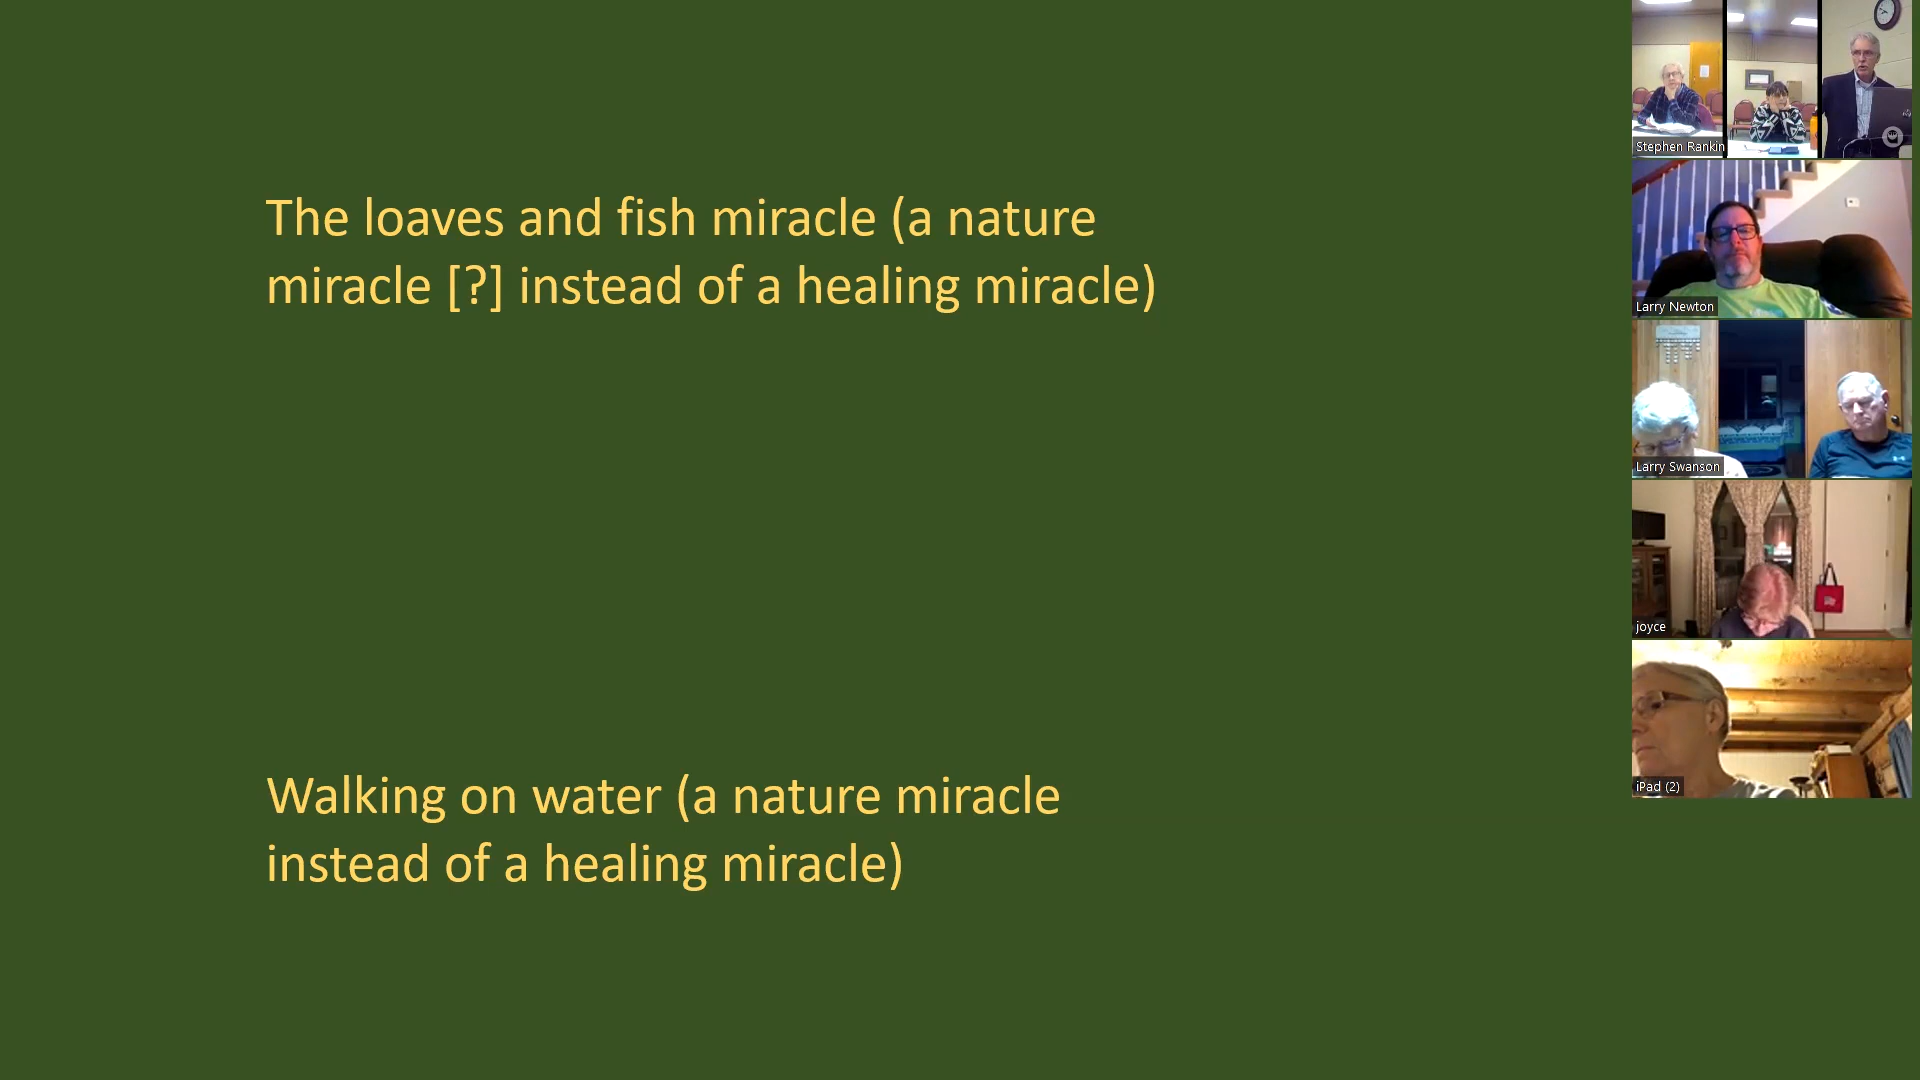 The loaves and fish miracle (a nature
miracle [?] instead of a healing miracle)
Walking on water (a nature miracle
instead of a healing miracle)
Stephen Rankin
Larry Newton
Larry Swanson
joyce
iPad (2)